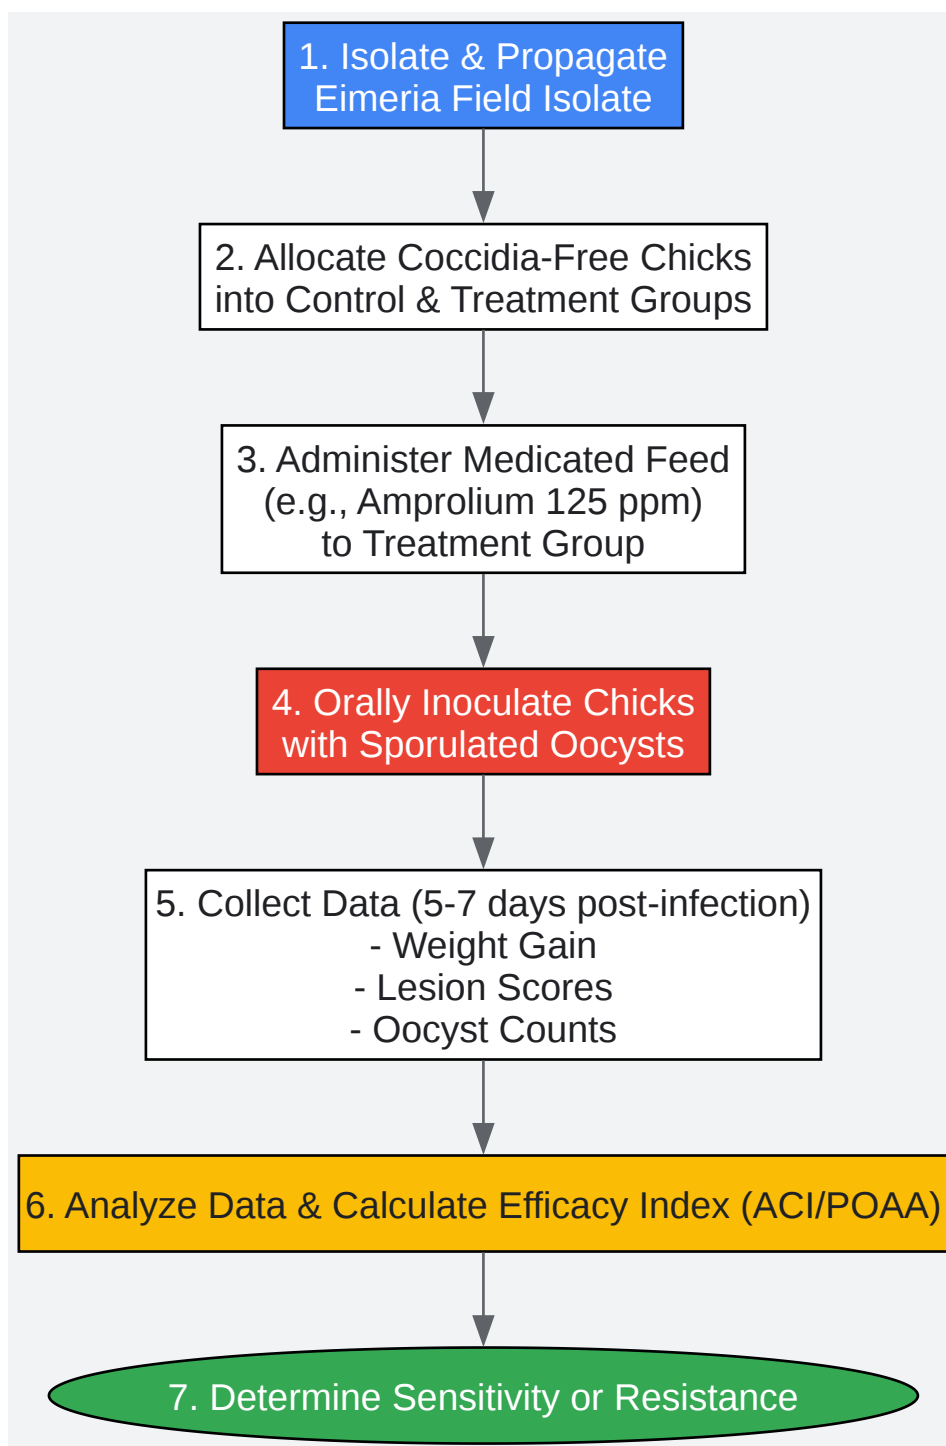 1. Isolate & Propagate
Eimeria Field Isolate
2. Allocate Coccidia-Free Chicks
into Control & Treatment Groups
3. Administer Medicated Feed
(e.g., Amprolium 125 ppm)
to Treatment Group
4. Orally Inoculate Chicks
with Sporulated Oocysts
5. Collect Data (5-7 days post-infection)
- Weight Gain
- Lesion Scores
- Oocyst Counts
6. Analyze Data & Calculate Efficacy Index (ACI/POAA)
7. Determine Sensitivity or Resistance